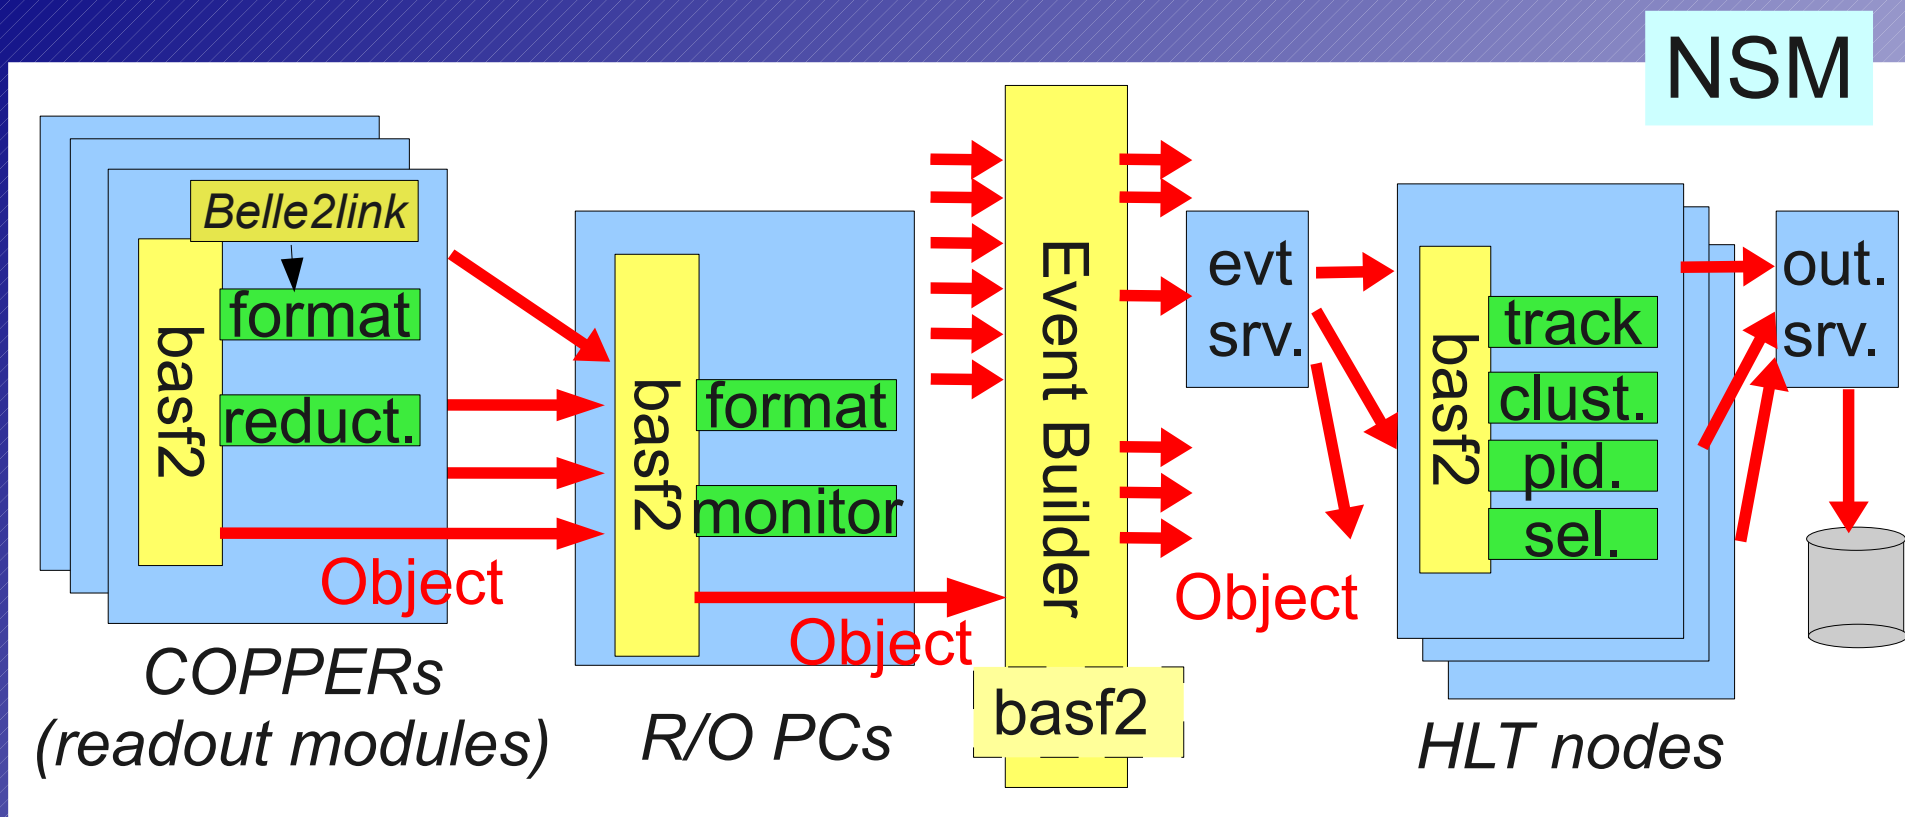 NSM
Belle2link
basf2
format
reduct.
Object
COPPERs
(readout modules)
basf2
format
monitor
Object
R/O PCs
Event Builder
basf2
Object
evt
srv.
basf2
track
clust.
pid.
sel.
HLT nodes
out.
srv.